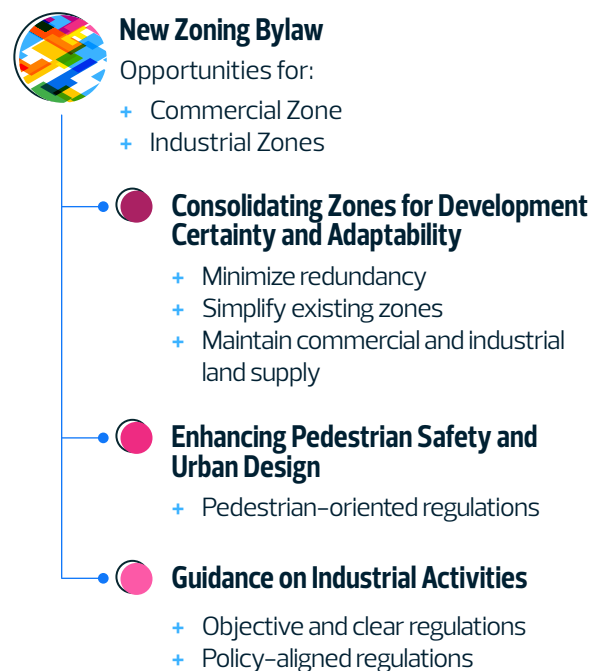 New Zoning Bylaw
Opportunities for:
+ Commercial Zone
+ Industrial Zones
Consolidating Zones for Development
Certainty and Adaptability
+ Minimize redundancy
+ Simplify existing zones
+ Maintain commercial and industrial
land supply
Enhancing Pedestrian Safety and
Urban Design
+ Pedestrian-oriented regulations
Guidance on Industrial Activities
+ Objective and clear regulations
+ Policy-aligned regulations